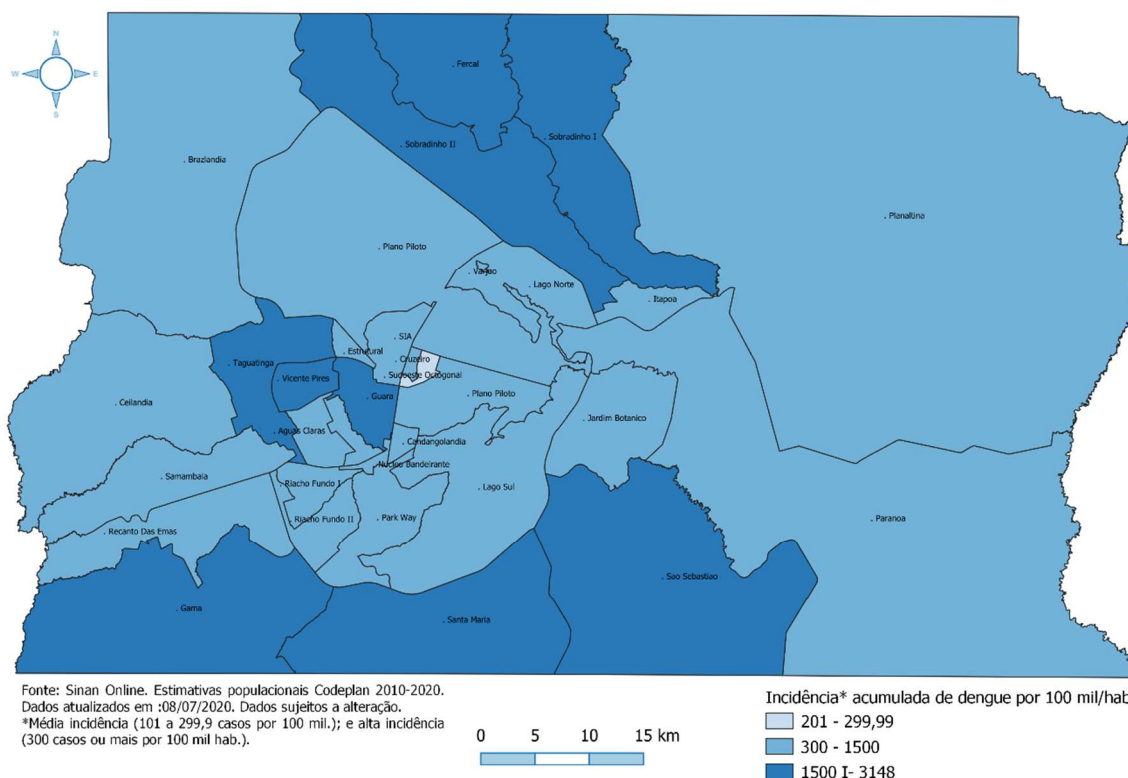 N
W
E
S
. Fercal
. Sobradinho I
. Sobradinho II
. Brazlandia
. Planaltina
. Plano Piloto
. Varjao
. Lago Norte
. Itapoa
. SIA
. Estrutural
. Cruzeiro
. Taguatinga
. Sudoeste Octogonal
. Vicente Pires
. Guara
. Plano Piloto
. Ceilandia
. Jardim Botanico
. Aguas Claras
. Candangolandia
. Nucleo Bandeirante
. Samambaia
. Riacho Fundo I
. Lago Sul
. Riacho Fundo II
. Park Way
. Paranoa
. Recanto Das Emas
. Sao Sebastiao
. Gama
. Santa Maria
Fonte: Sinan Online. Estimativas populacionais Codeplan 2010-2020.
Dados atualizados em :08/07/2020. Dados sujeitos a alteração.
*Média incidência (101 a 299,9 casos por 100 mil.); e alta incidência
(300 casos ou mais por 100 mil hab.).
0 5 10 15 km
Incidência* acumulada de dengue por 100 mil/hab
201 - 299,99
300 - 1500
1500 I- 3148